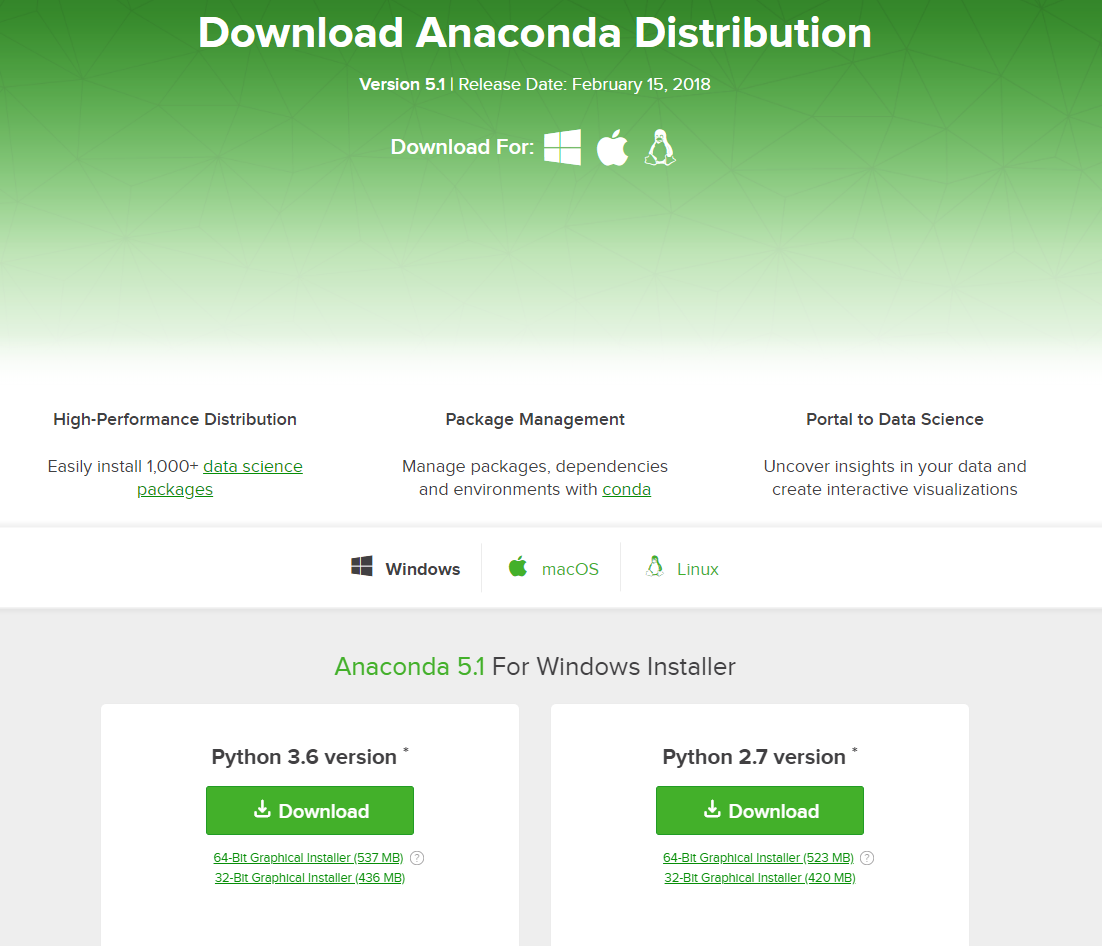 Download Anaconda Distribution
Version 5.1 | Release Date: February 15, 2018
Download For:
High-Performance Distribution
Easily install 1,000+ data science
packages
Package Management
Manage packages, dependencies
and environments with conda
Portal to Data Science
Uncover insights in your data and
create interactive visualizations
Windows
macOS
Linux
Anaconda 5.1 For Windows Installer
Python 3.6 version *
Download
64-Bit Graphical Installer (537 MB) ?
32-Bit Graphical Installer (436 MB)
Python 2.7 version *
Download
64-Bit Graphical Installer (523 MB) ?
32-Bit Graphical Installer (420 MB)